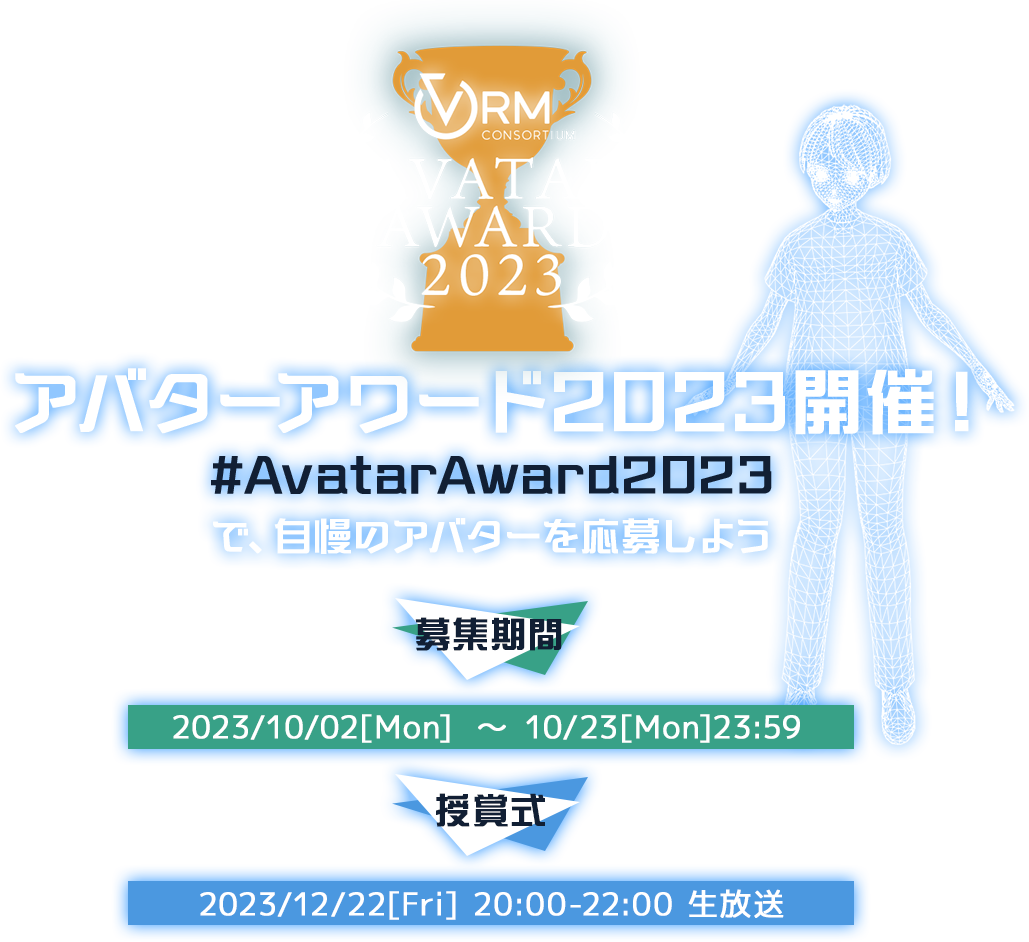 VRM
CONSORTIUM
AVATAR
AWARD
2023
アバターアワード2023開催!
#AvatarAward2023
で、自慢のアバターを応募しよう
募集期間
2023/10/02[Mon] ～ 10/23[Mon]23:59
授賞式
2023/12/22[Fri] 20:00-22:00 生放送